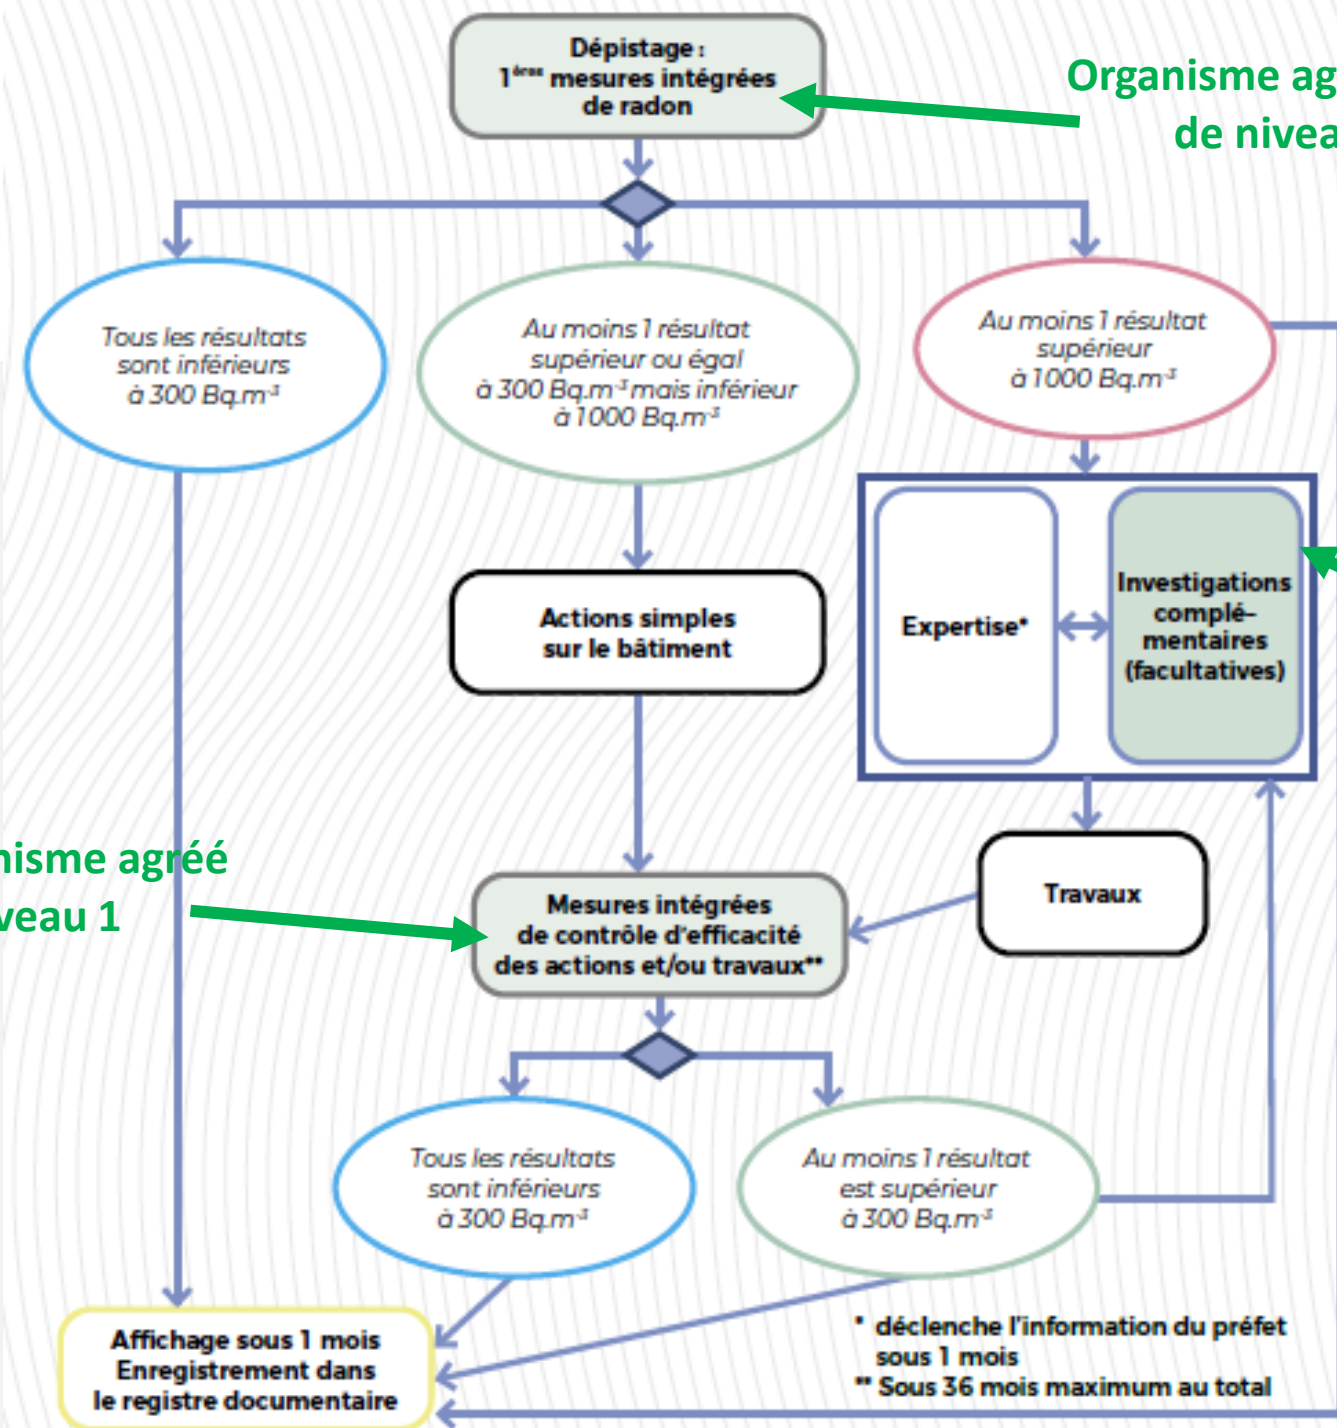 Dépistage :
1ères mesures intégrées
de radon
Organisme ag
de nivea
Tous les résultats
sont inférieurs
à 300 Bq.m⁻³
Au moins 1 résultat
supérieur ou égal
à 300 Bq.m⁻³ mais inférieur
à 1000 Bq.m⁻³
Au moins 1 résultat
supérieur
à 1000 Bq.m⁻³
Actions simples
sur le bâtiment
Expertise*
Investigations
complé-
mentaires
(facultatives)
nisme agréé
veau 1
Mesures intégrées
de contrôle d'efficacité
des actions et/ou travaux**
Travaux
Tous les résultats
sont inférieurs
à 300 Bq.m⁻³
Au moins 1 résultat
est supérieur
à 300 Bq.m⁻³
Affichage sous 1 mois
Enregistrement dans
le registre documentaire
* déclenche l'information du préfet
sous 1 mois
** Sous 36 mois maximum au total